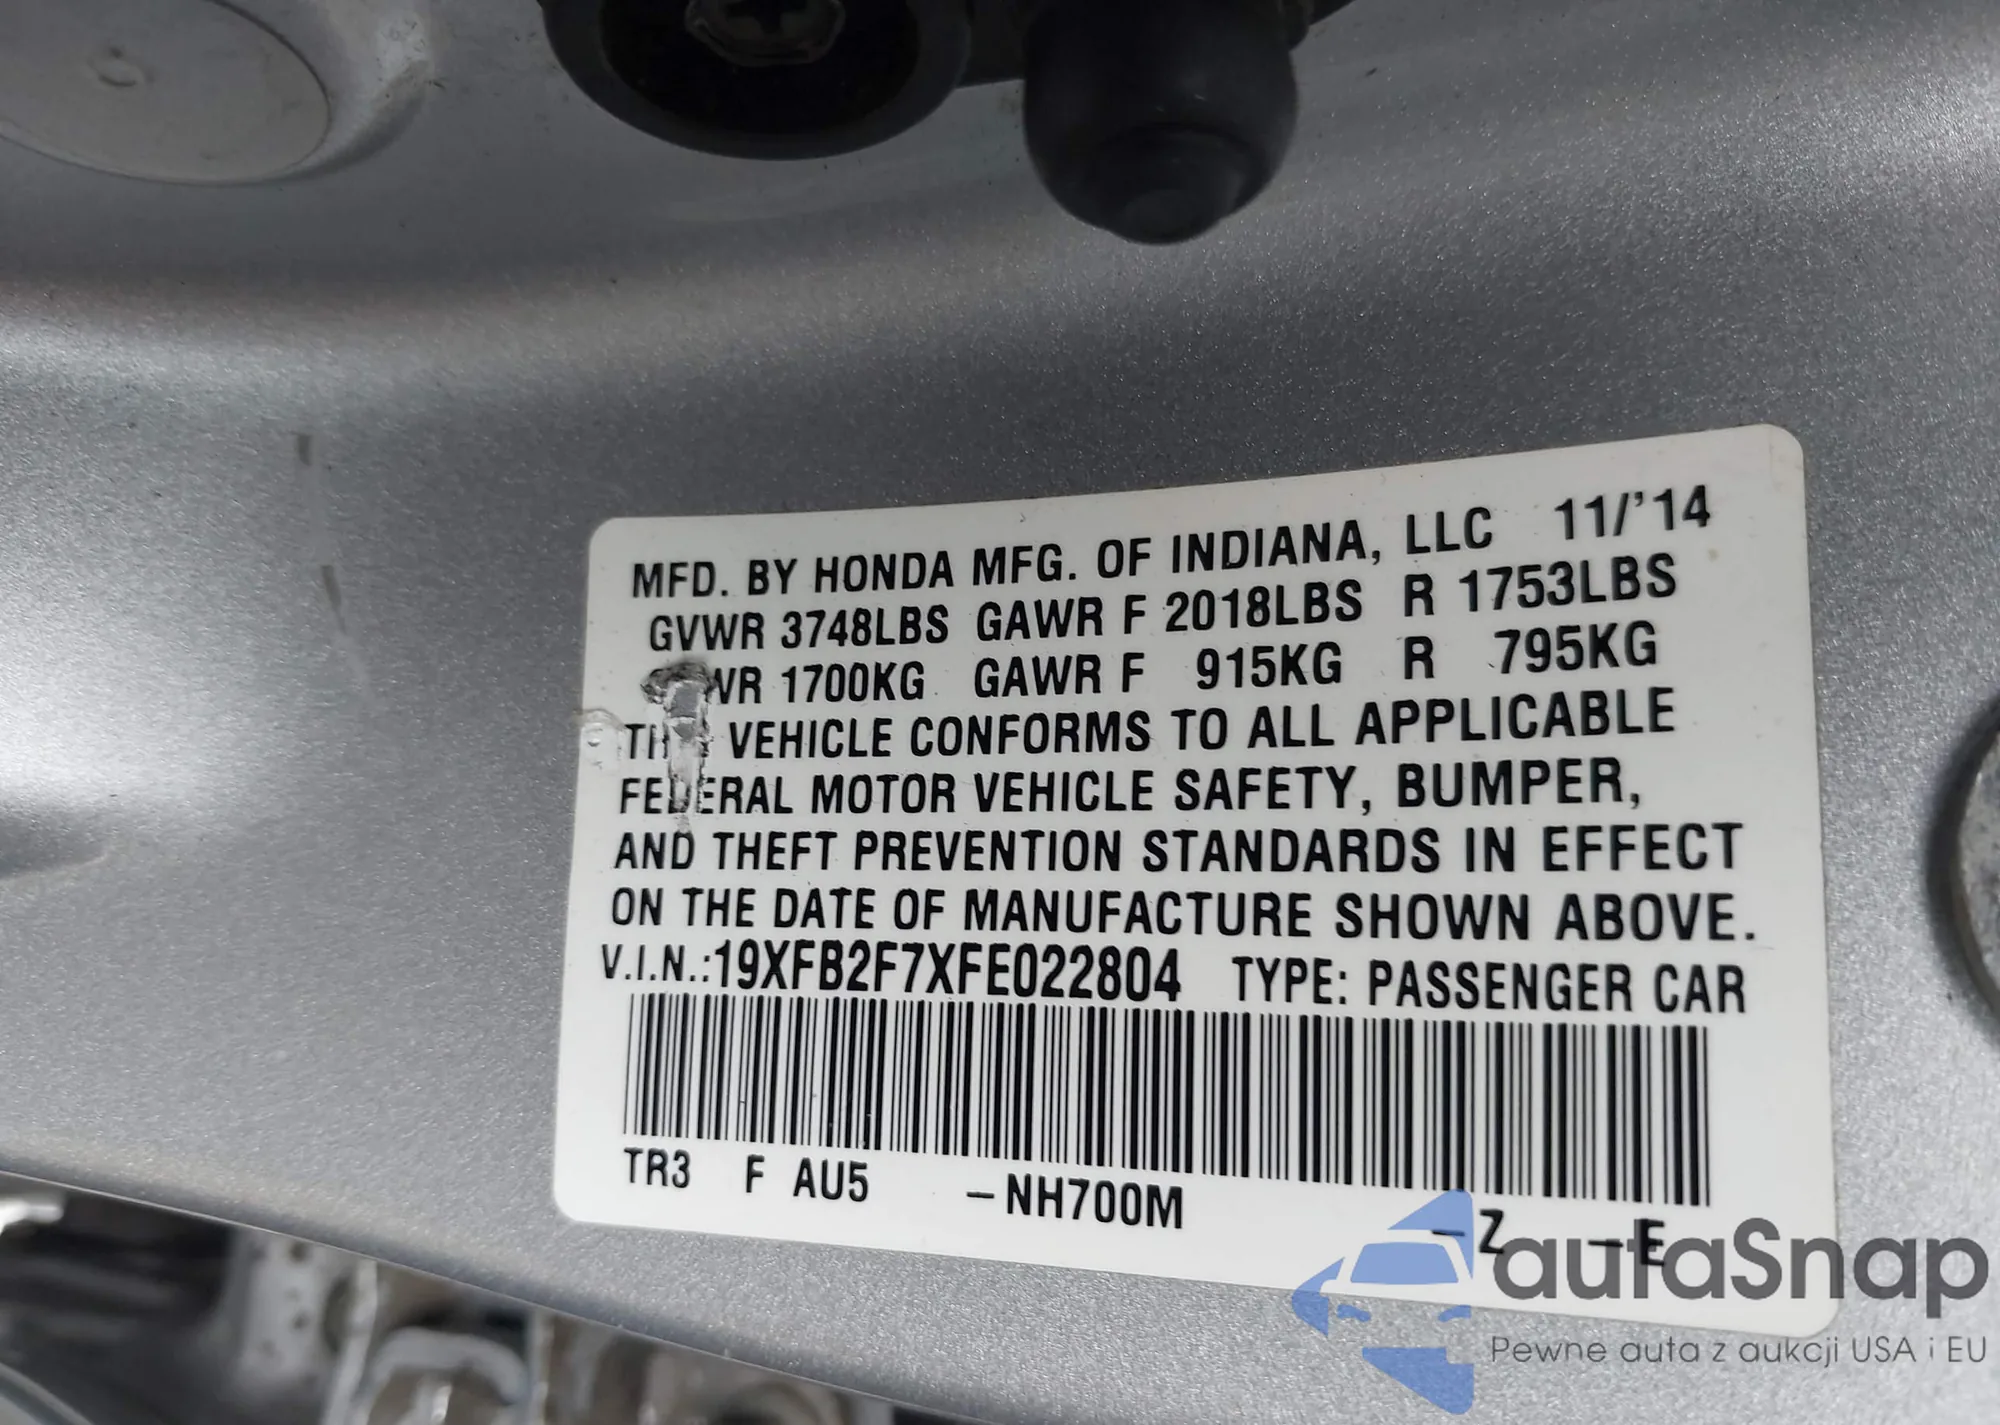 MFD. BY HONDA MFG. OF INDIANA, LLC 11/'14
GVWR 3748LBS GAWR F 2018LBS R 1753LBS
1700KG GAWR F 915KG R 795KG
VEHICLE CONFORMS TO ALL APPLICABLE
FEDERAL MOTOR VEHICLE SAFETY, BUMPER,
AND THEFT PREVENTION STANDARDS IN EFFECT
ON THE DATE OF MANUFACTURE SHOWN ABOVE.
V.I.N.:19XFB2F7XFE022804 TYPE: PASSENGER CAR
TR3 F AU5 -NH700M -Z -E
autaSnap
Pewne auta z aukcji USA i EU